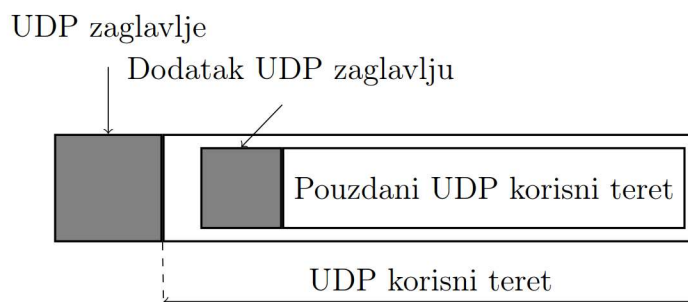 UDP zaglavlje
Dodatak UDP zaglavlju
Pouzdani UDP korisni teret
UDP korisni teret